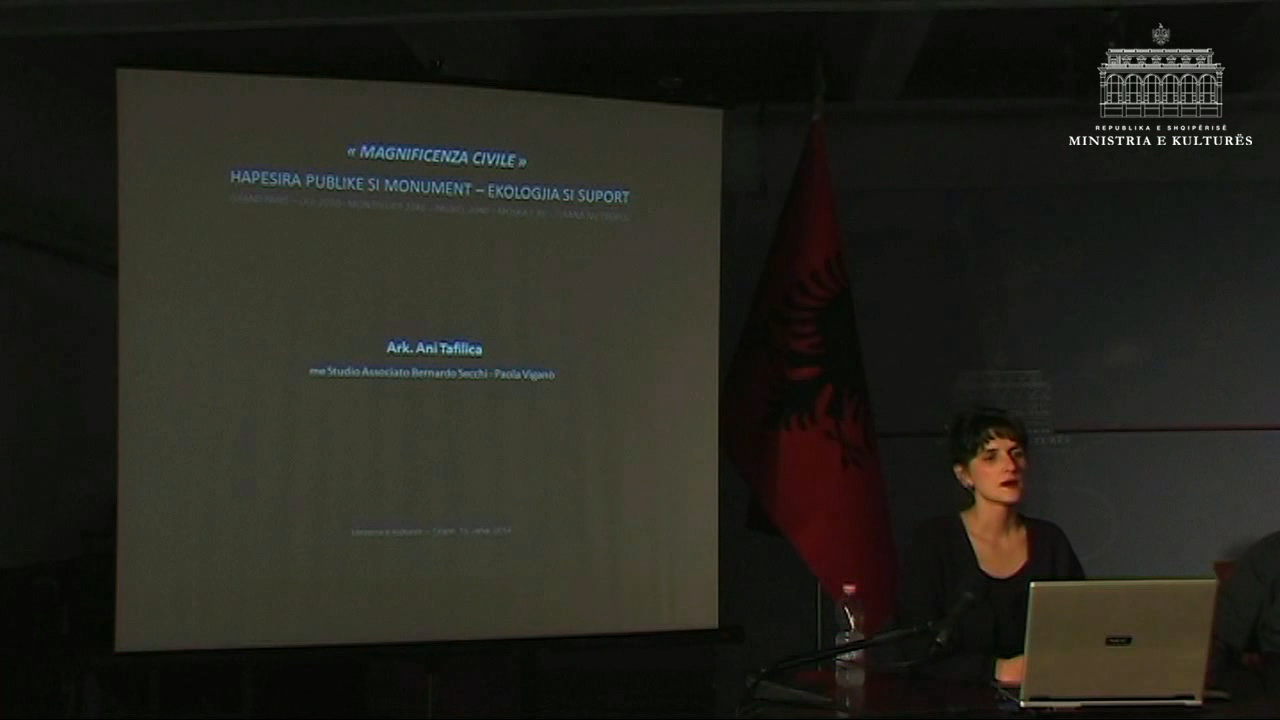 « MAGNIFICENZA CIVILE »
HAPESIRA PUBLIKE SI MONUMENT – EKOLOGJIA SI SUPORT
Ark. Ani Tafilica
me Studio Associato Bernardo Secchi - Paola Viganò
REPUBLIKA E SHQIPËRISË
MINISTRIA E KULTURËS